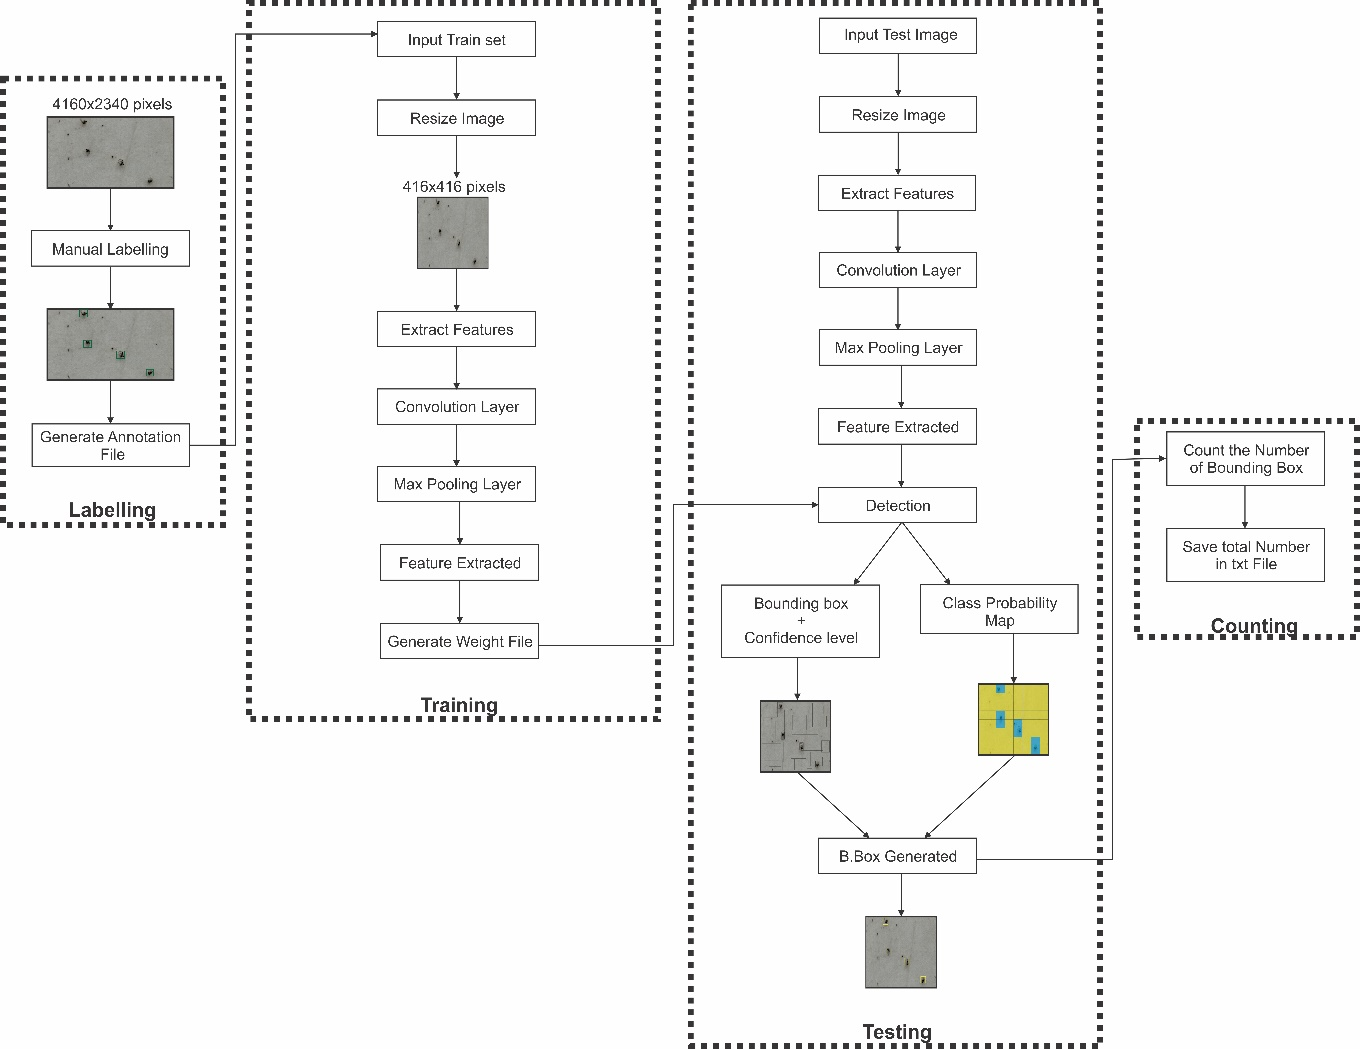 4160x2340 pixels
Manual Labelling
Generate Annotation
File
Labelling
Input Train set
Resize Image
416x416 pixels
Extract Features
Convolution Layer
Max Pooling Layer
Feature Extracted
Generate Weight File
Training
Input Test Image
Resize Image
Extract Features
Convolution Layer
Max Pooling Layer
Feature Extracted
Detection
Bounding box
+
Confidence level
Class Probability
Map
B.Box Generated
Testing
Count the Number
of Bounding Box
Save total Number
in txt File
Counting